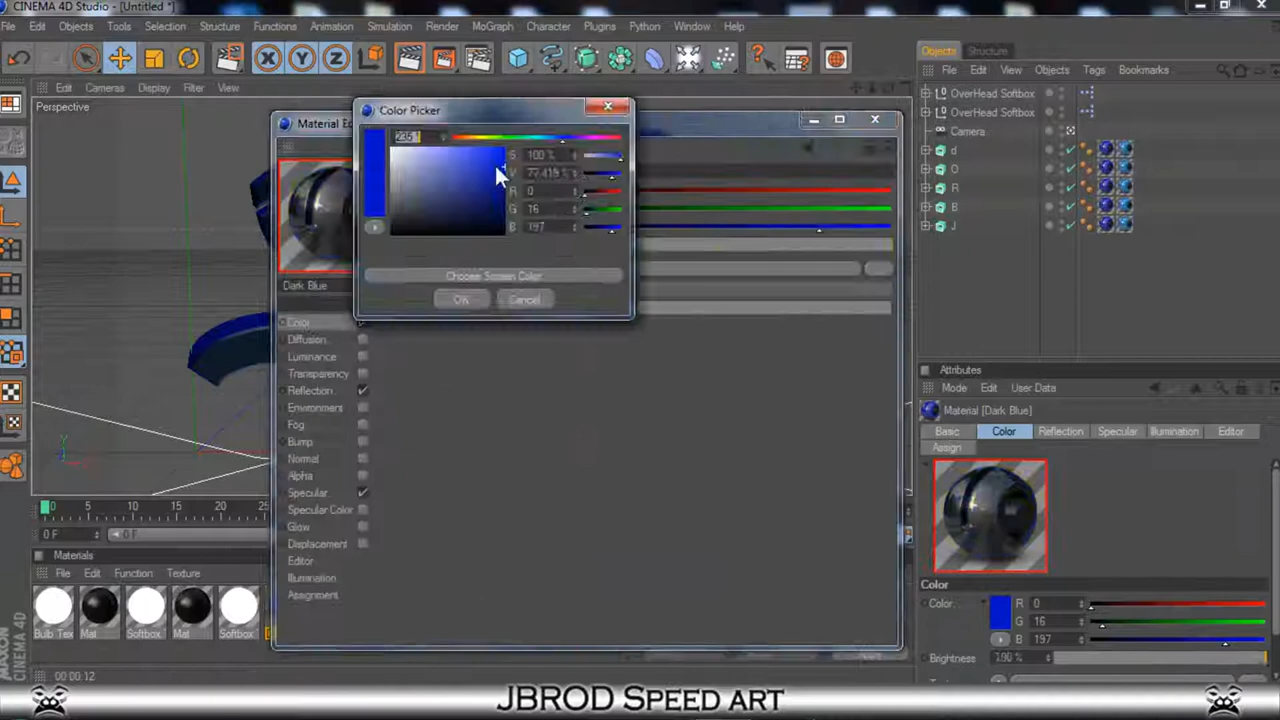 CINEMA 4D Studio - [Untitled *]
File Edit Objects Tools Selection Structure Functions Animation Simulation Render MoGraph Character Plugins Python Window Help
Edit Cameras Display Filter View
Perspective
Objects Structure
File Edit View Objects Tags Bookmarks
OverHead Softbox
OverHead Softbox
Camera
d
O
R
B
J
Color Picker
235
S 100 %
V 77.419 %
R 0
G 16
B 197
Choose Screen Color
OK Cancel
Dark Blue
Color
Diffusion
Luminance
Transparency
Reflection
Environment
Fog
Bump
Normal
Alpha
Specular
Specular Color
Glow
Displacement
Editor
Illumination
Assignment
Attributes
Mode Edit User Data
Material [Dark Blue]
Basic Color Reflection Specular Illumination Editor
Assign
Color
Color. R 0
G 16
B 197
Brightness
0 5 10 15 20
0 F 0 F
Materials
File Edit Function Texture
Bulb Tex Mat Softbox Mat Softbox
MAXON
CINEMA 4D
00:00:12
JBROD SPEED ART